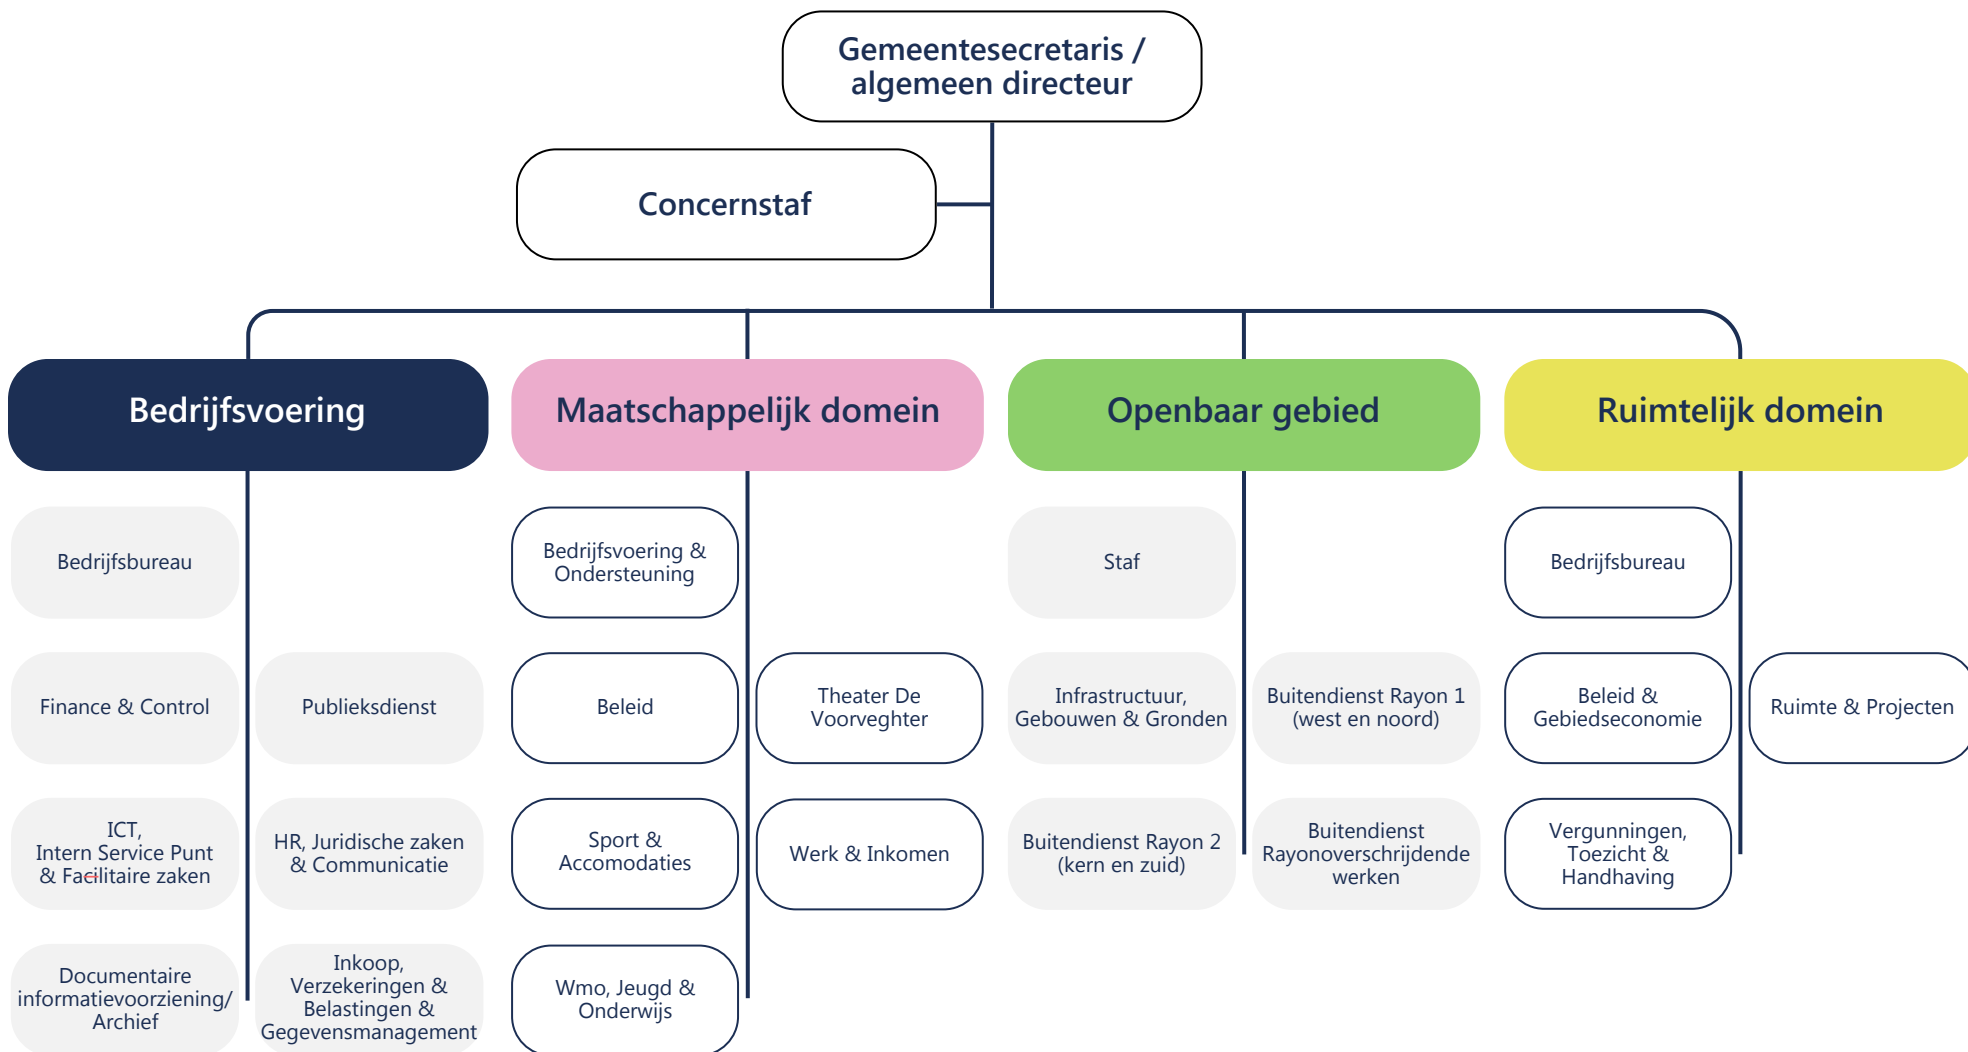 Gemeentesecretaris /
algemeen directeur
Concernstaf
Bedrijfsvoering
Maatschappelijk domein
Openbaar gebied
Ruimtelijk domein
Bedrijfsbureau
Bedrijfsvoering &
Ondersteuning
Staf
Bedrijfsbureau
Finance & Control
Publieksdienst
Beleid
Theater De
Voorveghter
Infrastructuur,
Gebouwen & Gronden
Buitendienst Rayon 1
(west en noord)
Beleid &
Gebiedseconomie
Ruimte & Projecten
ICT,
Intern Service Punt
& Facilitaire zaken
HR, Juridische zaken
& Communicatie
Sport &
Accomodaties
Werk & Inkomen
Buitendienst Rayon 2
(kern en zuid)
Buitendienst
Rayonoverschrijdende
werken
Vergunningen,
Toezicht &
Handhaving
Documentaire
informatievoorziening/
Archief
Inkoop,
Verzekeringen &
Belastingen &
Gegevensmanagement
Wmo, Jeugd &
Onderwijs